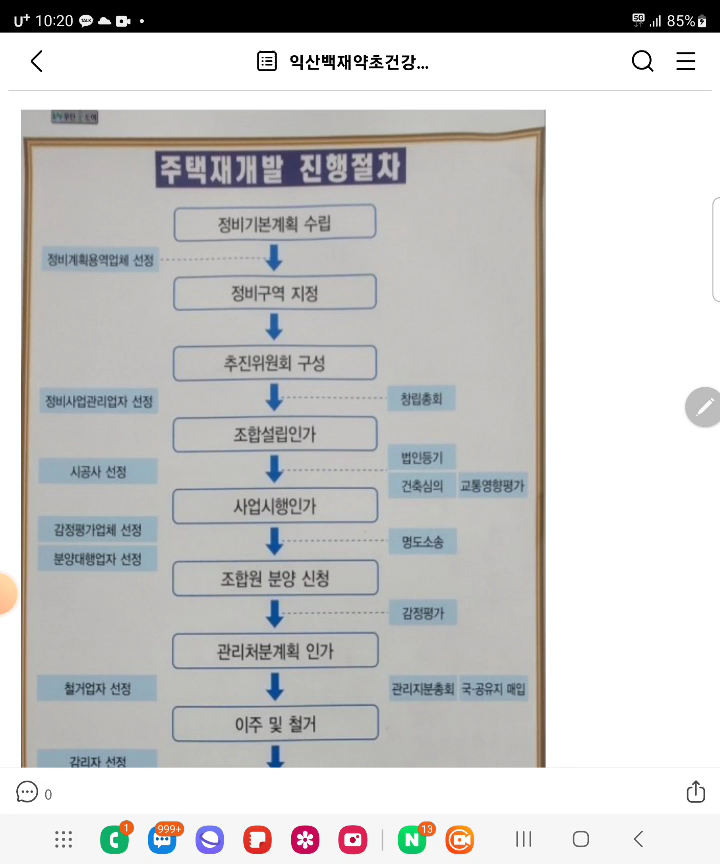 U+ 10:20 TALK
5G 85%
익산백재약초건강...
주택재개발 진행절차
정비기본계획 수립
정비계획용역업체 선정
정비구역 지정
추진위원회 구성
정비사업관리업자 선정 창립총회
조합설립인가
법인등기
시공사 선정
건축심의 교통영향평가
사업시행인가
감정평가업체 선정
명도소송
분양대행업자 선정
조합원 분양 신청
감정평가
관리처분계획 인가
철거업자 선정 관리지분총회 국·공유지 매입
이주 및 철거
감리자 선정
0
1
999+
N 13